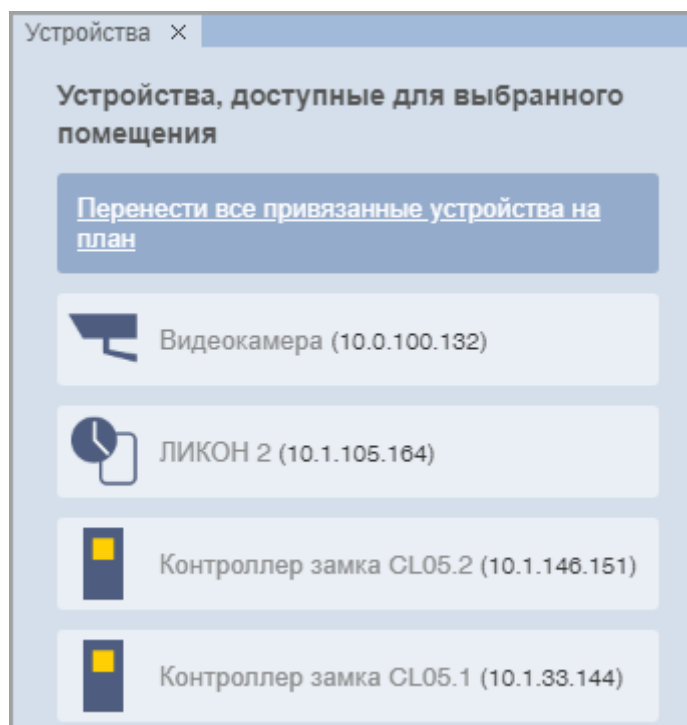 Устройства ×
Устройства, доступные для выбранного
помещения
Перенести все привязанные устройства на
план
Видеокамера (10.0.100.132)
ЛИКОН 2 (10.1.105.164)
Контроллер замка CL05.2 (10.1.146.151)
Контроллер замка CL05.1 (10.1.33.144)